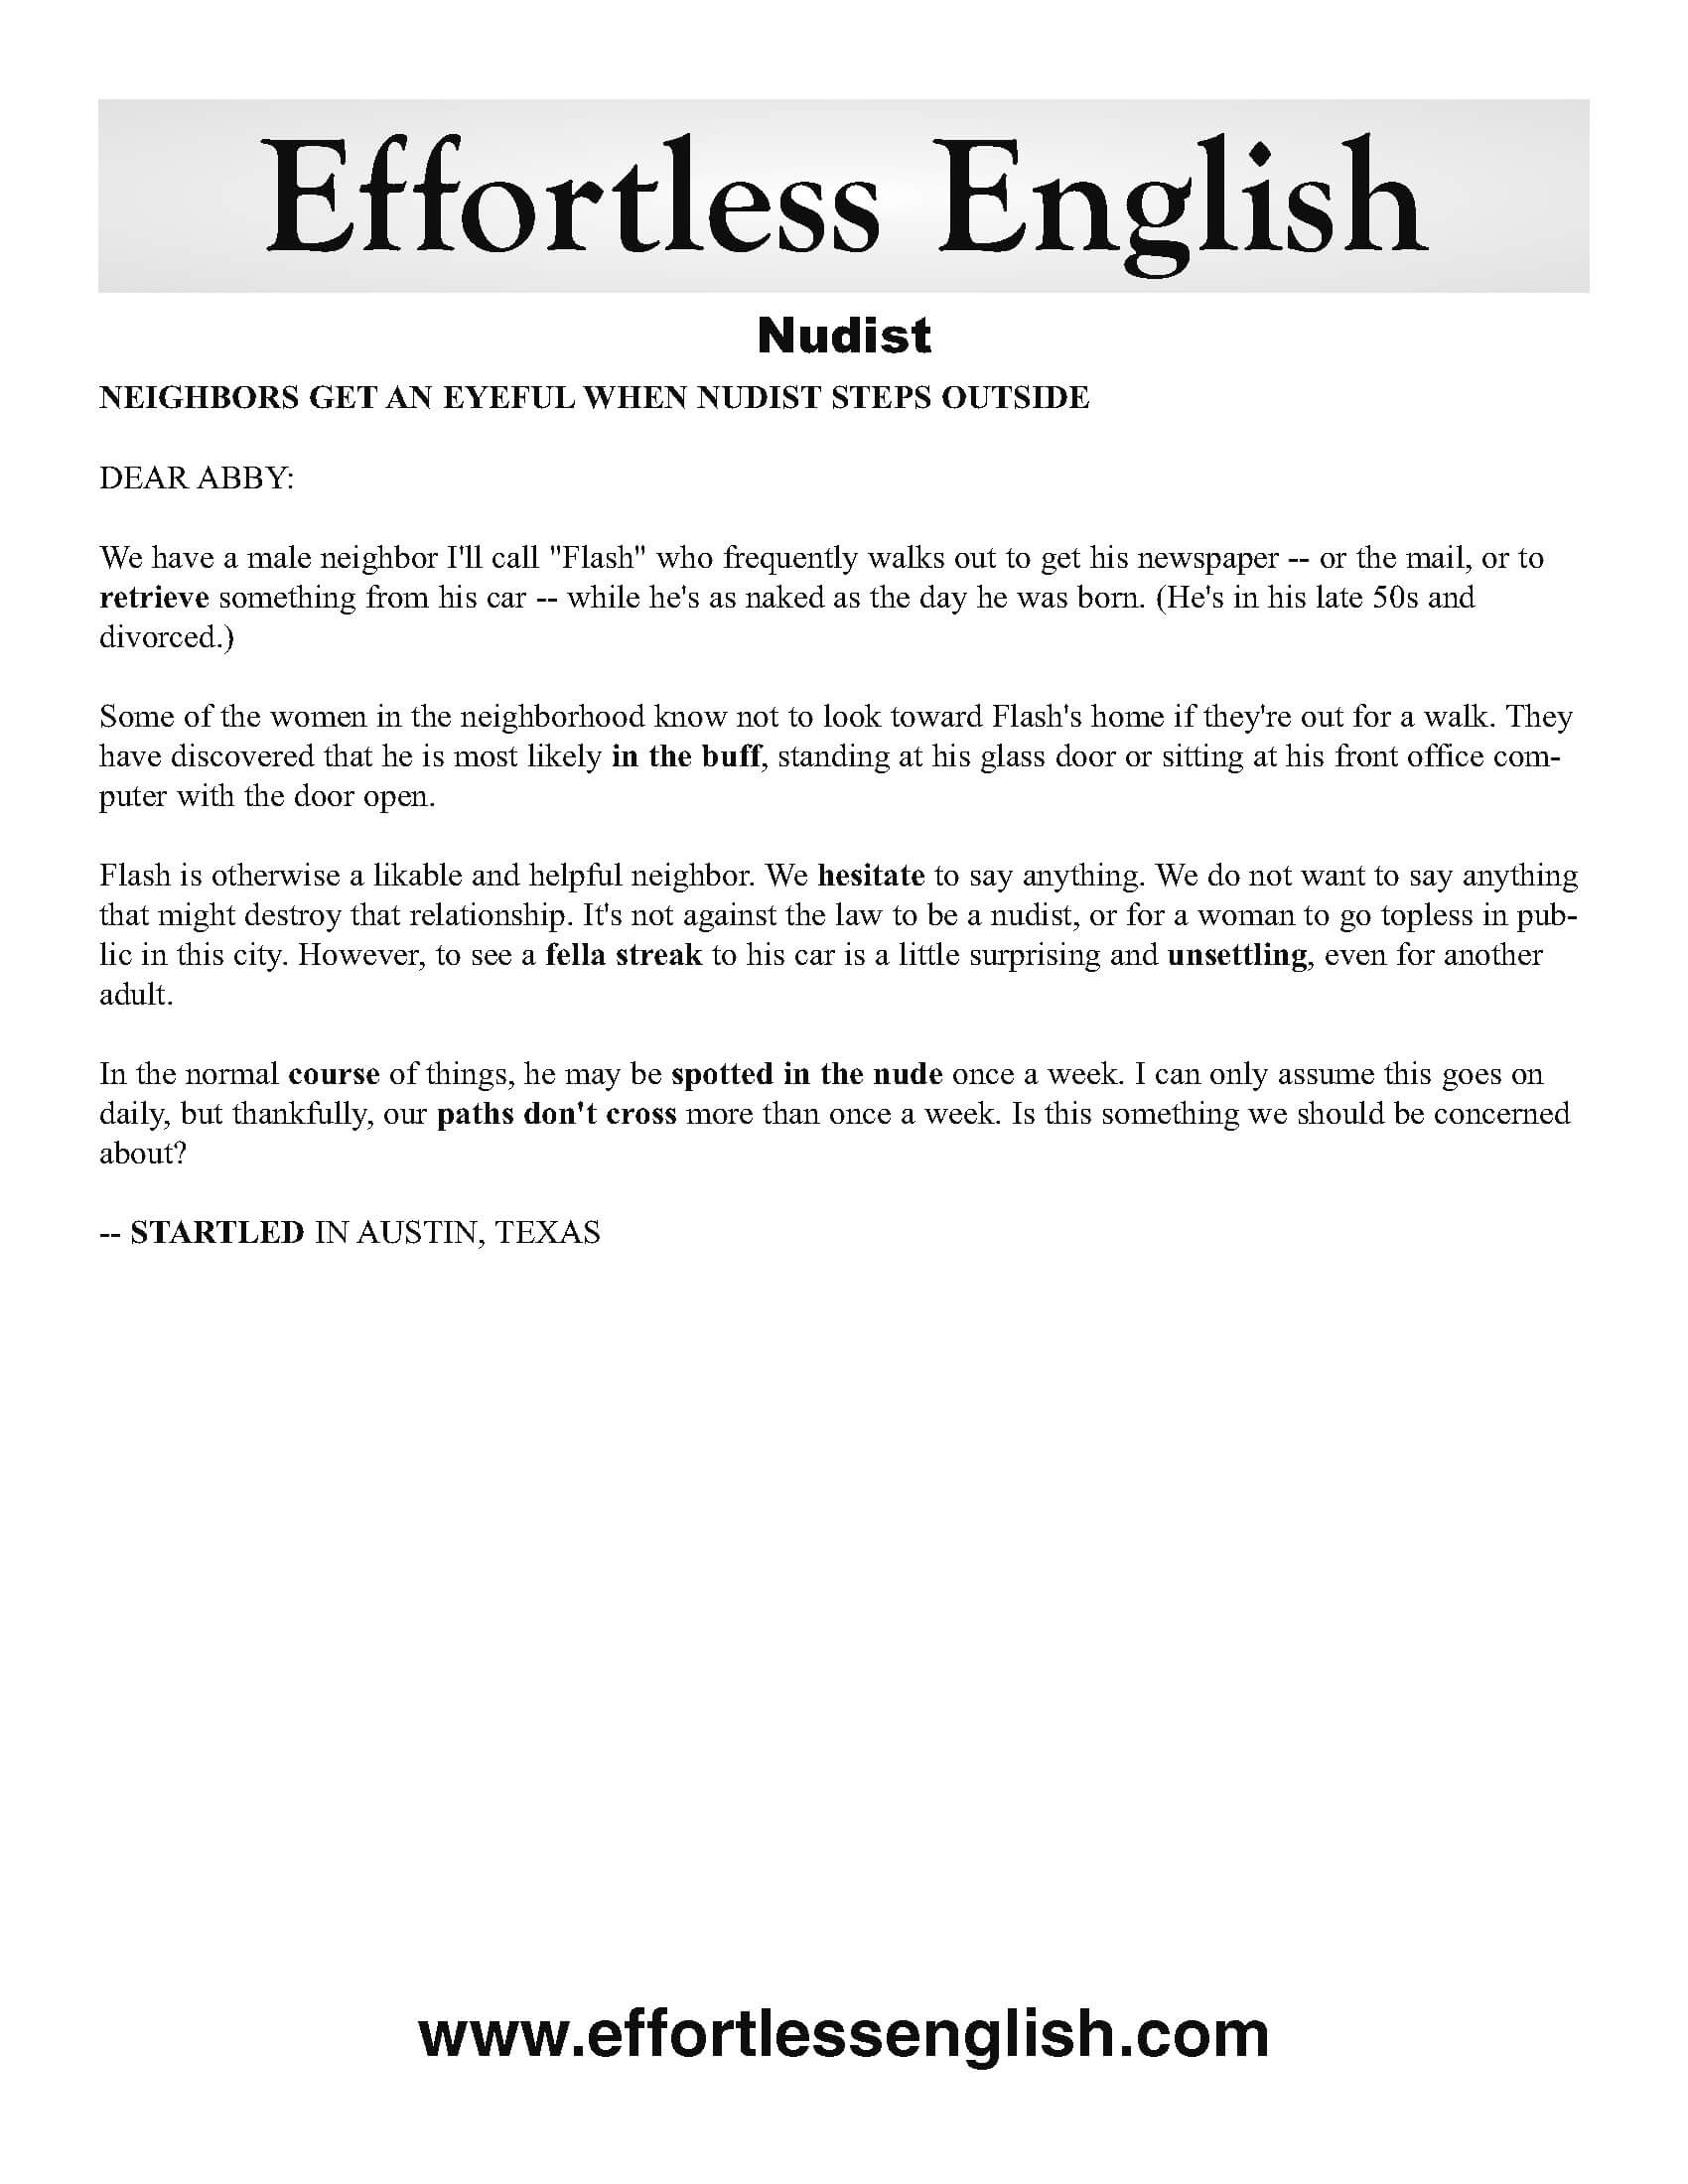 Effortless English
Nudist
NEIGHBORS GET AN EYEFUL WHEN NUDIST STEPS OUTSIDE
DEAR ABBY:
We have a male neighbor I'll call "Flash" who frequently walks out to get his newspaper -- or the mail, or to
retrieve something from his car -- while he's as naked as the day he was born. (He's in his late 50s and
divorced.)
Some of the women in the neighborhood know not to look toward Flash's home if they're out for a walk. They
have discovered that he is most likely in the buff, standing at his glass door or sitting at his front office com-
puter with the door open.
Flash is otherwise a likable and helpful neighbor. We hesitate to say anything. We do not want to say anything
that might destroy that relationship. It's not against the law to be a nudist, or for a woman to go topless in pub-
lic in this city. However, to see a fella streak to his car is a little surprising and unsettling, even for another
adult.
In the normal course of things, he may be spotted in the nude once a week. I can only assume this goes on
daily, but thankfully, our paths don't cross more than once a week. Is this something we should be concerned
about?
-- STARTLED IN AUSTIN, TEXAS
www.effortlessenglish.com